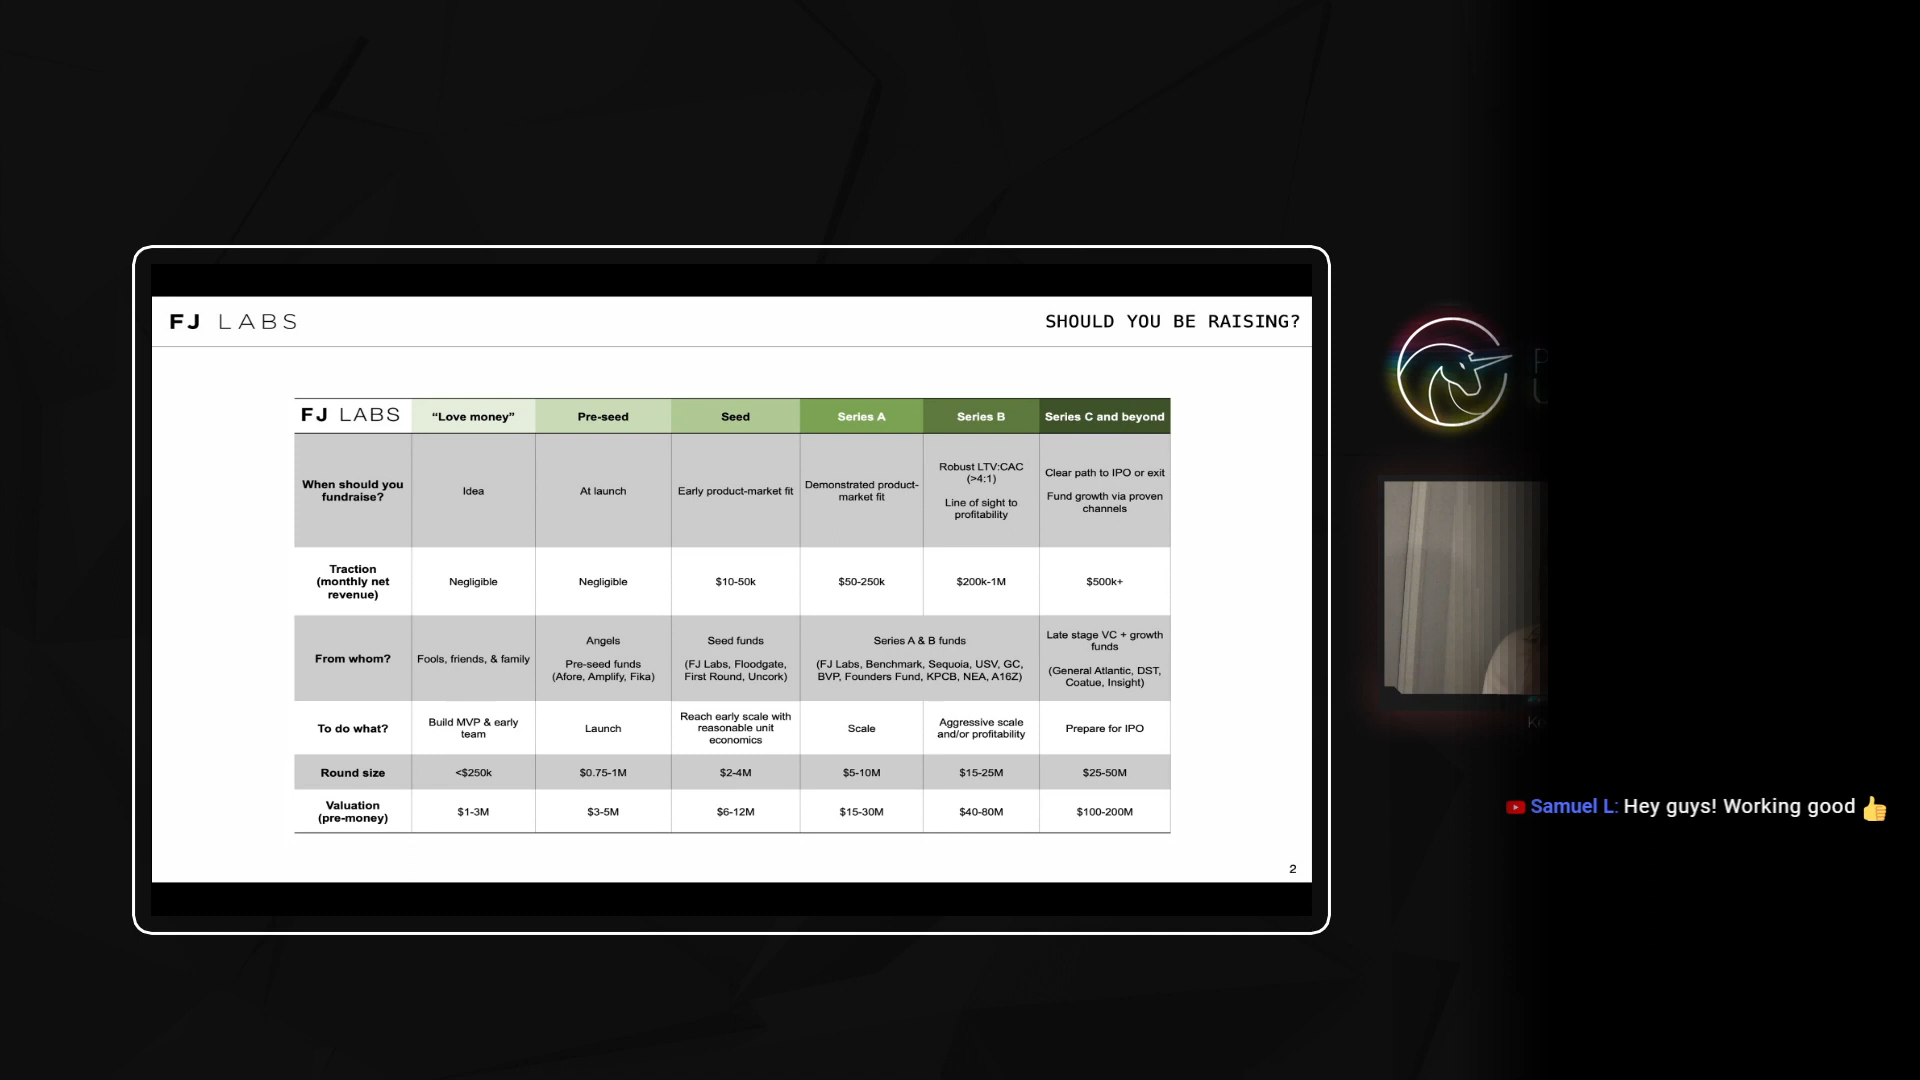 FJ LABS
SHOULD YOU BE RAISING?
FJ LABS
“Love money”
Pre-seed
Seed
Series A
Series B
Series C and beyond
When should you
fundraise?
Idea
At launch
Early product-market fit
Demonstrated product-
market fit
Robust LTV:CAC
(>4:1)
Line of sight to
profitability
Clear path to IPO or exit
Fund growth via proven
channels
Traction
(monthly net
revenue)
Negligible
Negligible
$10-50k
$50-250k
$200k-1M
$500k+
From whom?
Fools, friends, & family
Angels
Pre-seed funds
(Afore, Amplify, Fika)
Seed funds
(FJ Labs, Floodgate,
First Round, Uncork)
Series A & B funds
(FJ Labs, Benchmark, Sequoia, USV, GC,
BVP, Founders Fund, KPCB, NEA, A16Z)
Late stage VC + growth
funds
(General Atlantic, DST,
Coatue, Insight)
To do what?
Build MVP & early
team
Launch
Reach early scale with
reasonable unit
economics
Scale
Aggressive scale
and/or profitability
Prepare for IPO
Round size
<$250k
$0.75-1M
$2-4M
$5-10M
$15-25M
$25-50M
Valuation
(pre-money)
$1-3M
$3-5M
$6-12M
$15-30M
$40-80M
$100-200M
2
Samuel L: Hey guys! Working good 👍